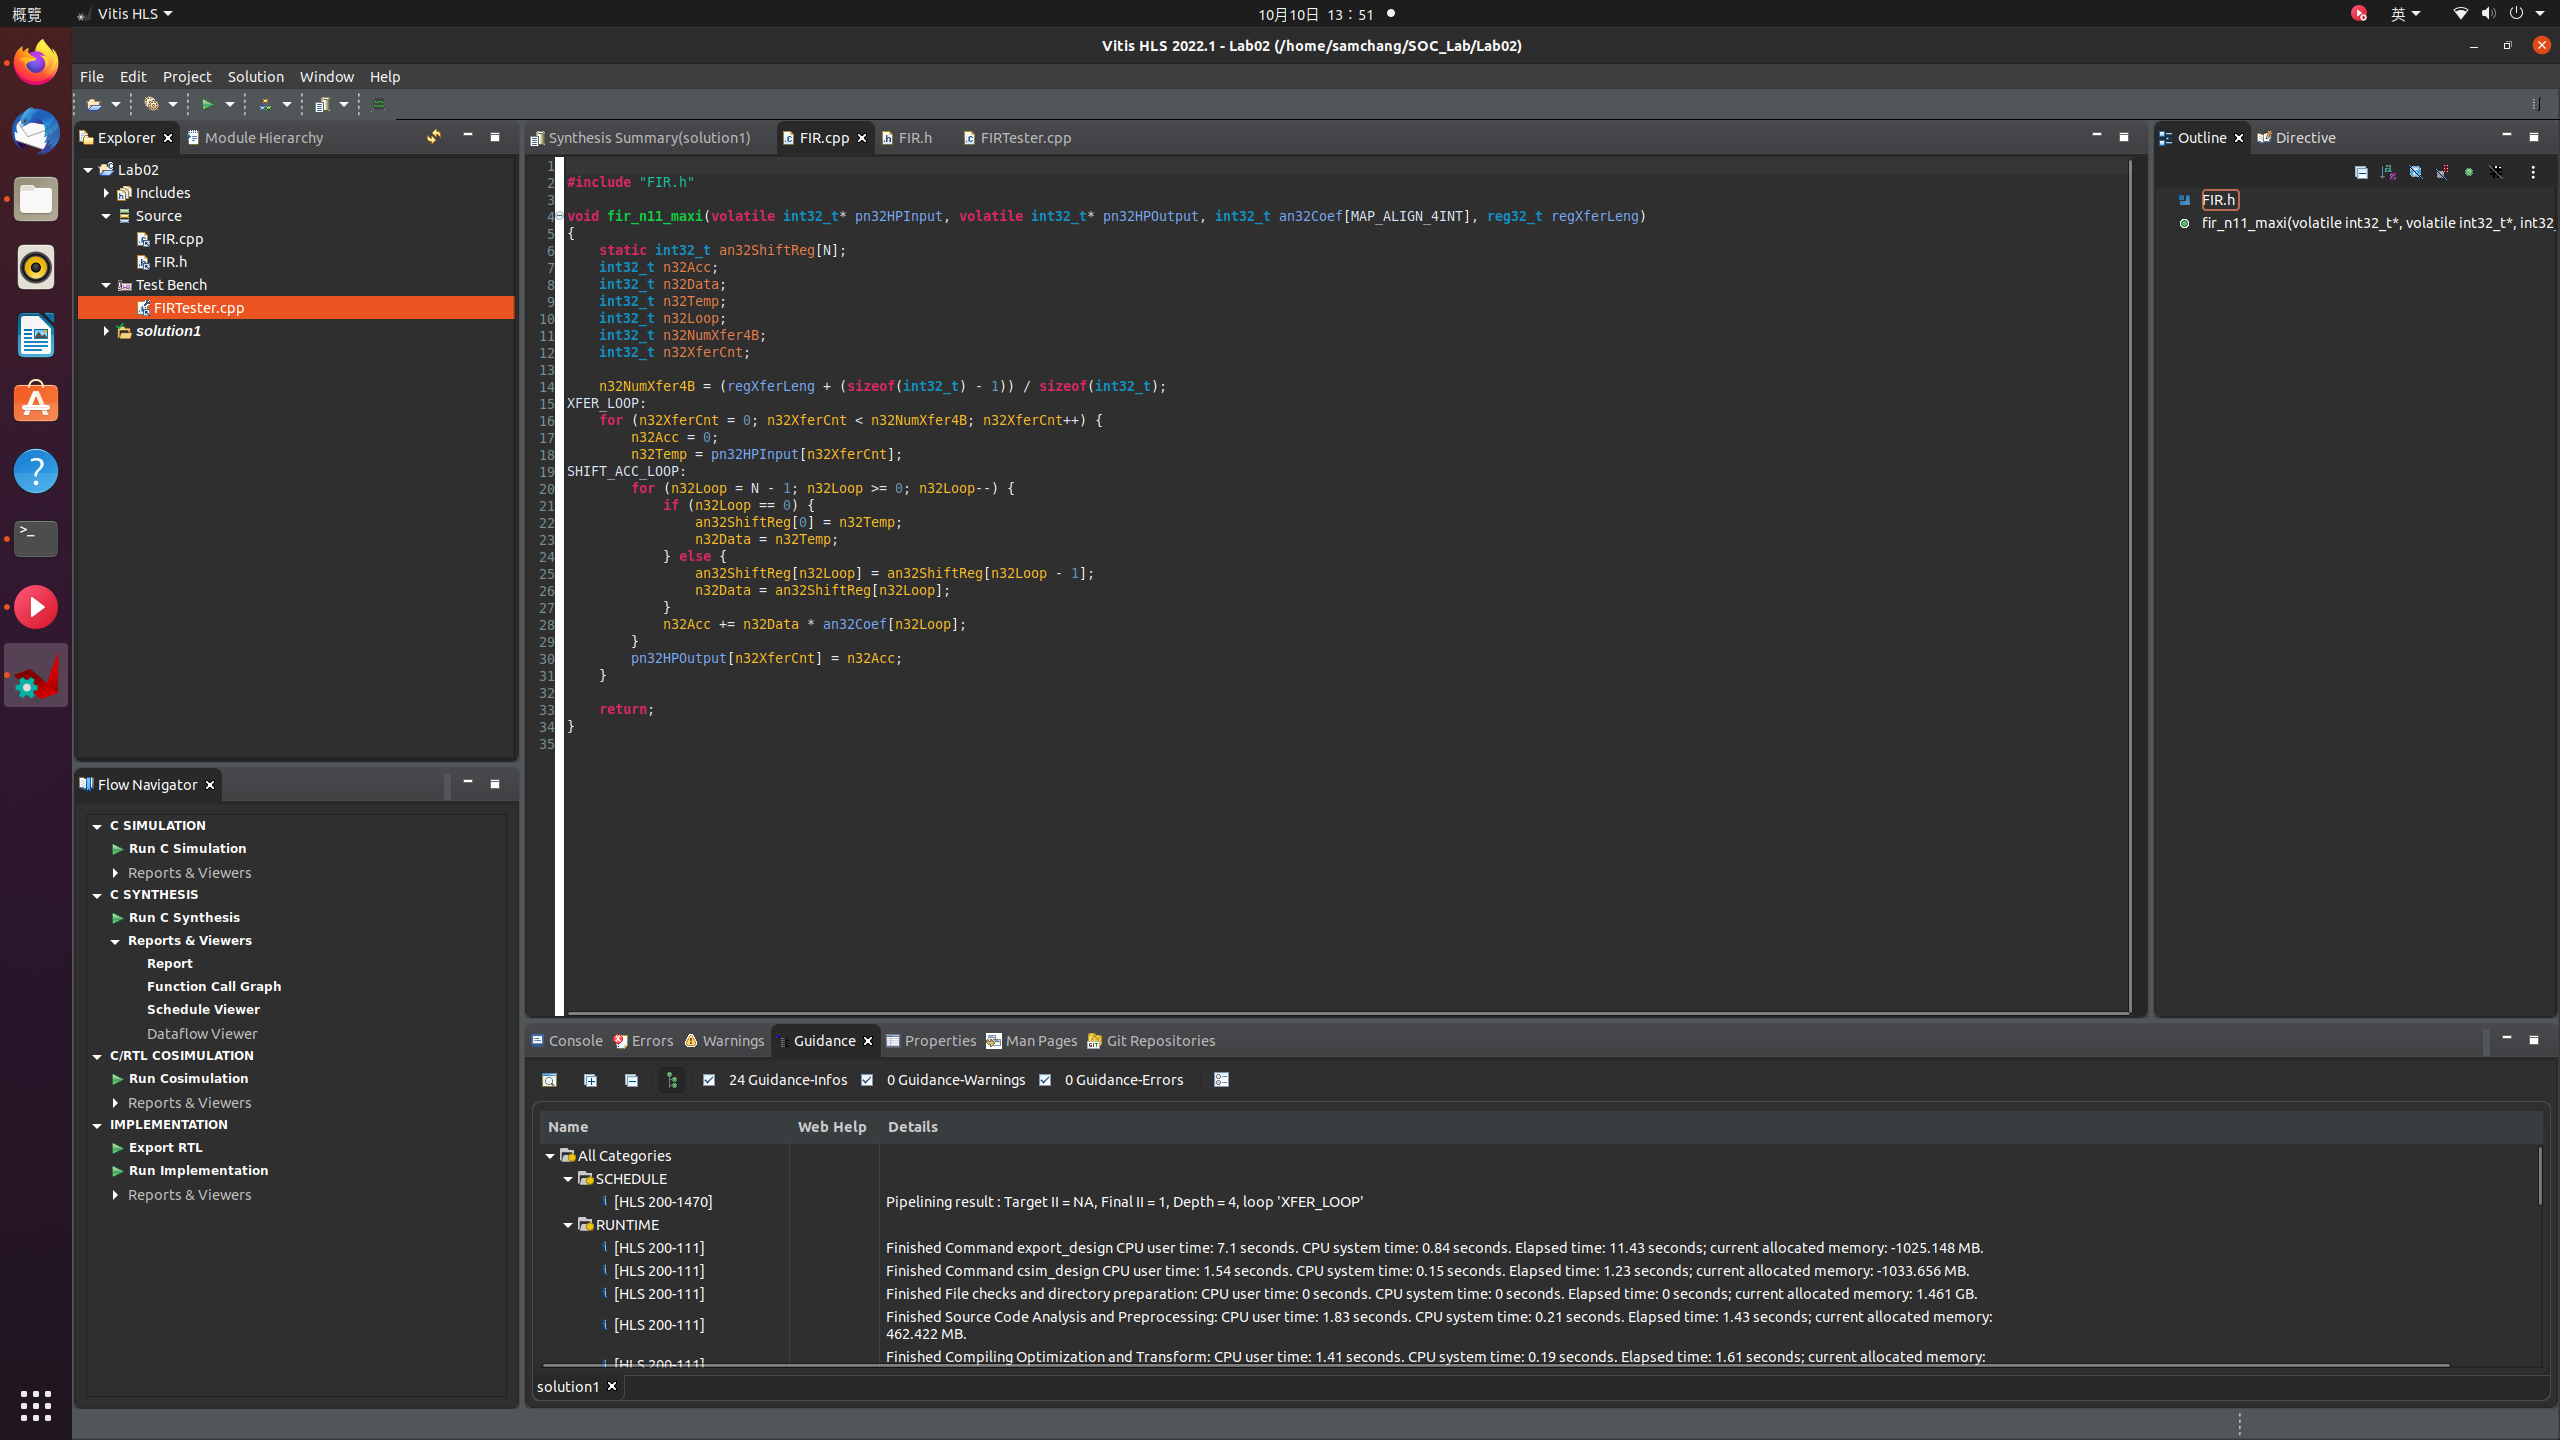 概覽
Vitis HLS
10月10日 13：51
英
Vitis HLS 2022.1 - Lab02 (/home/samchang/SOC_Lab/Lab02)
File Edit Project Solution Window Help
Explorer
Module Hierarchy
Lab02
Includes
Source
FIR.cpp
FIR.h
Test Bench
FIRTester.cpp
solution1
Flow Navigator
C SIMULATION
Run C Simulation
Reports & Viewers
C SYNTHESIS
Run C Synthesis
Reports & Viewers
Report
Function Call Graph
Schedule Viewer
Dataflow Viewer
C/RTL COSIMULATION
Run Cosimulation
Reports & Viewers
IMPLEMENTATION
Export RTL
Run Implementation
Reports & Viewers
Synthesis Summary(solution1)
FIR.cpp
FIR.h
FIRTester.cpp
1
2 #include "FIR.h"
3
4 void fir_n11_maxi(volatile int32_t* pn32HPInput, volatile int32_t* pn32HPOutput, int32_t an32Coef[MAP_ALIGN_4INT], reg32_t regXferLeng)
5 {
6     static int32_t an32ShiftReg[N];
7     int32_t n32Acc;
8     int32_t n32Data;
9     int32_t n32Temp;
10     int32_t n32Loop;
11     int32_t n32NumXfer4B;
12     int32_t n32XferCnt;
13
14     n32NumXfer4B = (regXferLeng + (sizeof(int32_t) - 1)) / sizeof(int32_t);
15 XFER_LOOP:
16     for (n32XferCnt = 0; n32XferCnt < n32NumXfer4B; n32XferCnt++) {
17         n32Acc = 0;
18         n32Temp = pn32HPInput[n32XferCnt];
19 SHIFT_ACC_LOOP:
20         for (n32Loop = N - 1; n32Loop >= 0; n32Loop--) {
21             if (n32Loop == 0) {
22                 an32ShiftReg[0] = n32Temp;
23                 n32Data = n32Temp;
24             } else {
25                 an32ShiftReg[n32Loop] = an32ShiftReg[n32Loop - 1];
26                 n32Data = an32ShiftReg[n32Loop];
27             }
28             n32Acc += n32Data * an32Coef[n32Loop];
29         }
30         pn32HPOutput[n32XferCnt] = n32Acc;
31     }
32
33     return;
34 }
35
Outline
Directive
FIR.h
fir_n11_maxi(volatile int32_t*, volatile int32_t*, int32_
Console
Errors
Warnings
Guidance
Properties
Man Pages
Git Repositories
24 Guidance-Infos
0 Guidance-Warnings
0 Guidance-Errors
Name Web Help Details
All Categories
SCHEDULE
[HLS 200-1470] Pipelining result : Target II = NA, Final II = 1, Depth = 4, loop 'XFER_LOOP'
RUNTIME
[HLS 200-111] Finished Command export_design CPU user time: 7.1 seconds. CPU system time: 0.84 seconds. Elapsed time: 11.43 seconds; current allocated memory: -1025.148 MB.
[HLS 200-111] Finished Command csim_design CPU user time: 1.54 seconds. CPU system time: 0.15 seconds. Elapsed time: 1.23 seconds; current allocated memory: -1033.656 MB.
[HLS 200-111] Finished File checks and directory preparation: CPU user time: 0 seconds. CPU system time: 0 seconds. Elapsed time: 0 seconds; current allocated memory: 1.461 GB.
[HLS 200-111] Finished Source Code Analysis and Preprocessing: CPU user time: 1.83 seconds. CPU system time: 0.21 seconds. Elapsed time: 1.43 seconds; current allocated memory:
462.422 MB.
[HLS 200-111] Finished Compiling Optimization and Transform: CPU user time: 1.41 seconds. CPU system time: 0.19 seconds. Elapsed time: 1.61 seconds; current allocated memory:
solution1